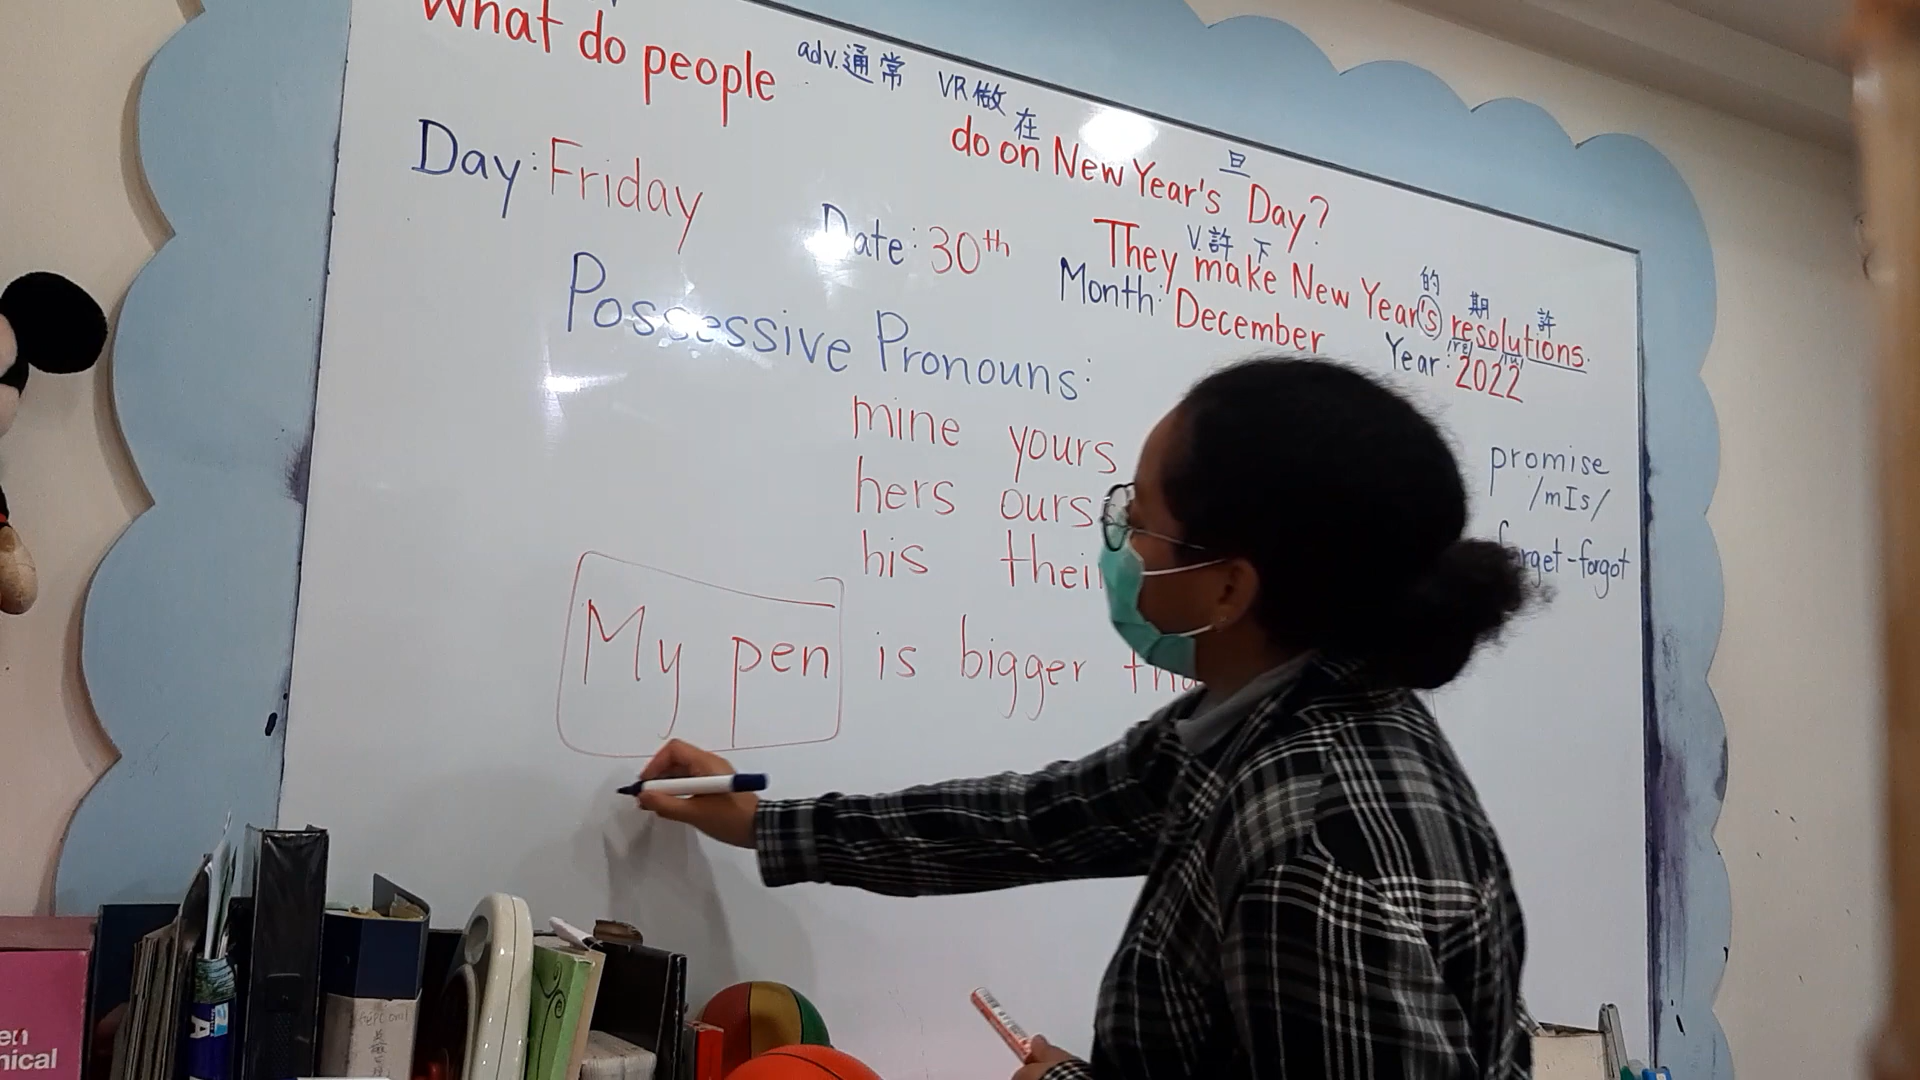 What do people
adv.通常 VR做
在
do on New Year's Day?
旦
Day: Friday
Date: 30th
V.許 下
They make New Year's resolutions.
的 期 許
Month: December
Year: 2022
Possessive Pronouns:
mine yours
hers ours
his
promise
/mIs/
forget-forgot
My pen is bigger